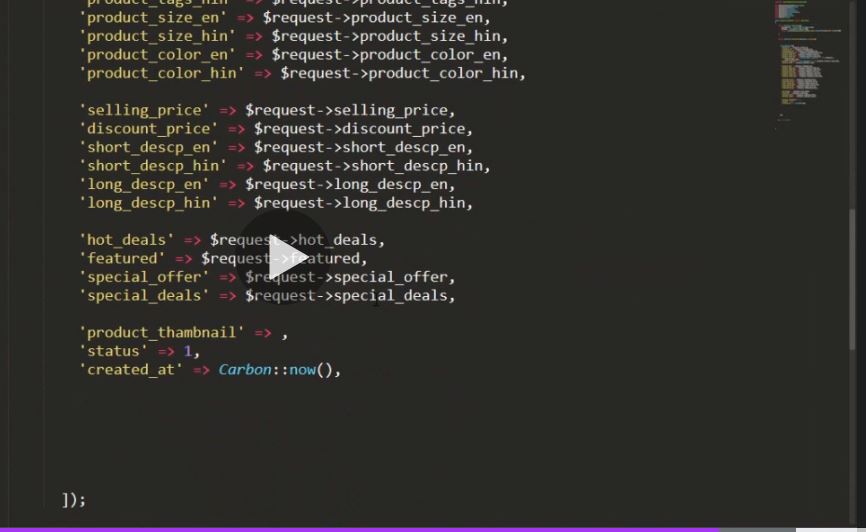 'product_tags_hin' => $request->product_tags_hin,
'product_size_en' => $request->product_size_en,
'product_size_hin' => $request->product_size_hin,
'product_color_en' => $request->product_color_en,
'product_color_hin' => $request->product_color_hin,
'selling_price' => $request->selling_price,
'discount_price' => $request->discount_price,
'short_descp_en' => $request->short_descp_en,
'short_descp_hin' => $request->short_descp_hin,
'long_descp_en' => $request->long_descp_en,
'long_descp_hin' => $request->long_descp_hin,
'hot_deals' => $request->hot_deals,
'featured' => $request->featured,
'special_offer' => $request->special_offer,
'special_deals' => $request->special_deals,
'product_thambnail' => ,
'status' => 1,
'created_at' => Carbon::now(),
]);